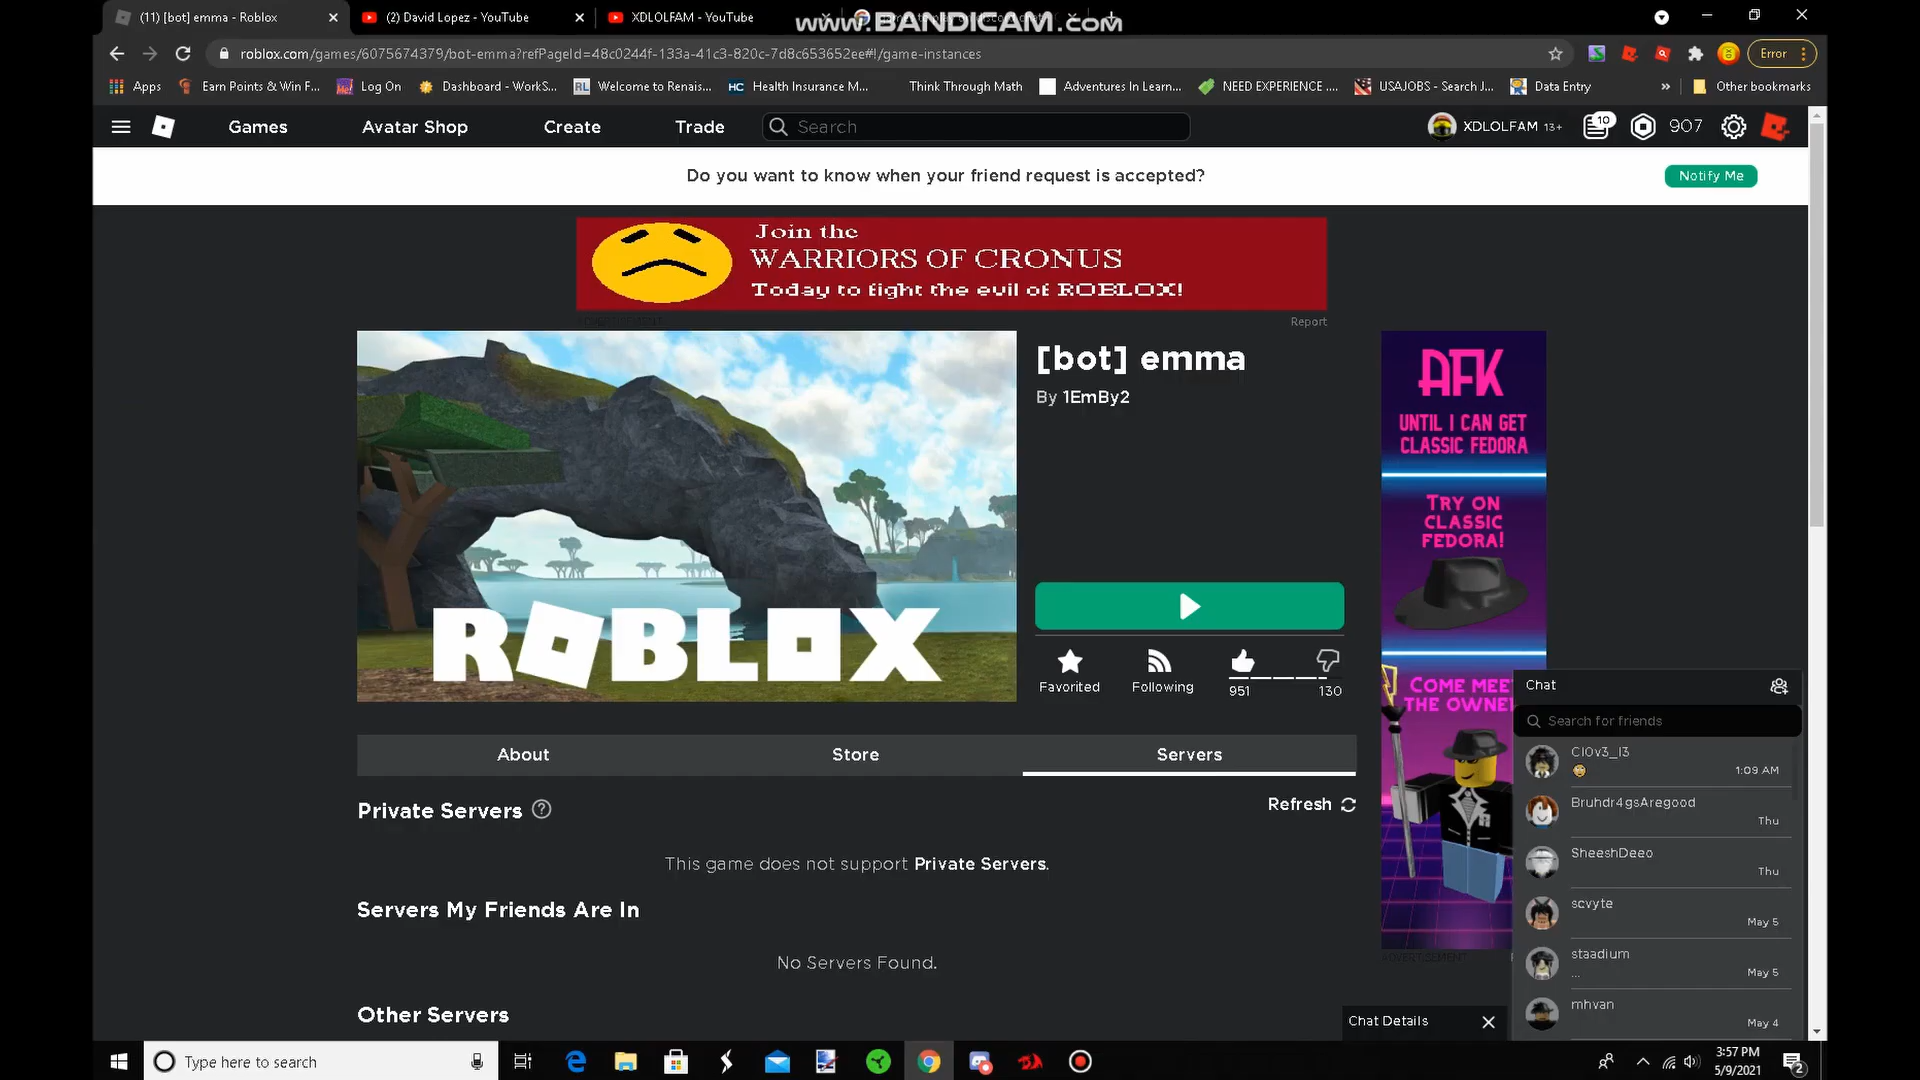 (11) [bot] emma - Roblox
(2) David Lopez - YouTube
XDLOLFAM - YouTube
www.BANDICAM.com
roblox.com/games/6075674379/bot-emma?refPageId=48c0244f-133a-41c3-820c-7d8c653652ee#!/game-instances
Error
Apps
Earn Points & Win F...
Log On
Dashboard - WorkS...
RL Welcome to Renais...
HC Health Insurance M...
Think Through Math
Adventures In Learn...
NEED EXPERIENCE ....
USAJOBS - Search J...
Data Entry
»
Other bookmarks
Games
Avatar Shop
Create
Trade
Search
XDLOLFAM 13+
10
907
Do you want to know when your friend request is accepted?
Notify Me
Join the
WARRIORS OF CRONUS
Today to fight the evil of ROBLOX!
ADVERTISEMENT
Report
ROBLOX
[bot] emma
By 1EmBy2
Favorited
Following
951
130
AFK
UNTIL I CAN GET
CLASSIC FEDORA
TRY ON
CLASSIC
FEDORA!
COME MEE
THE OWNE
ADVERTISEMENT
About
Store
Servers
Private Servers
Refresh
This game does not support Private Servers.
Servers My Friends Are In
No Servers Found.
Other Servers
Chat
Search for friends
Cl0v3_l3
1:09 AM
Bruhdr4gsAregood
Thu
SheeshDeeo
Thu
scvyte
May 5
staadium
...
May 5
mhvan
May 4
Chat Details
Type here to search
3:57 PM
5/9/2021
2